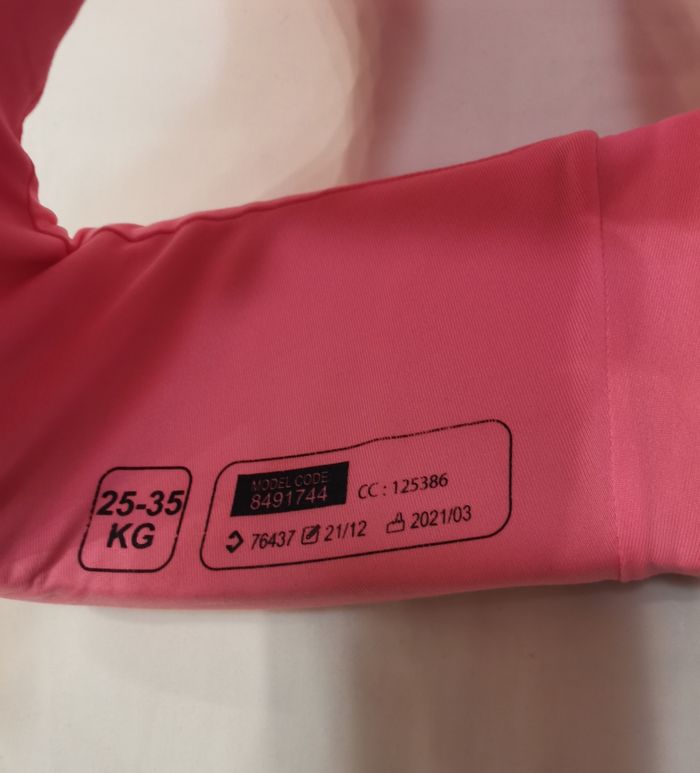 25-35
KG
MODEL CODE
8491744
CC : 125386
76437 21/12 2021/03